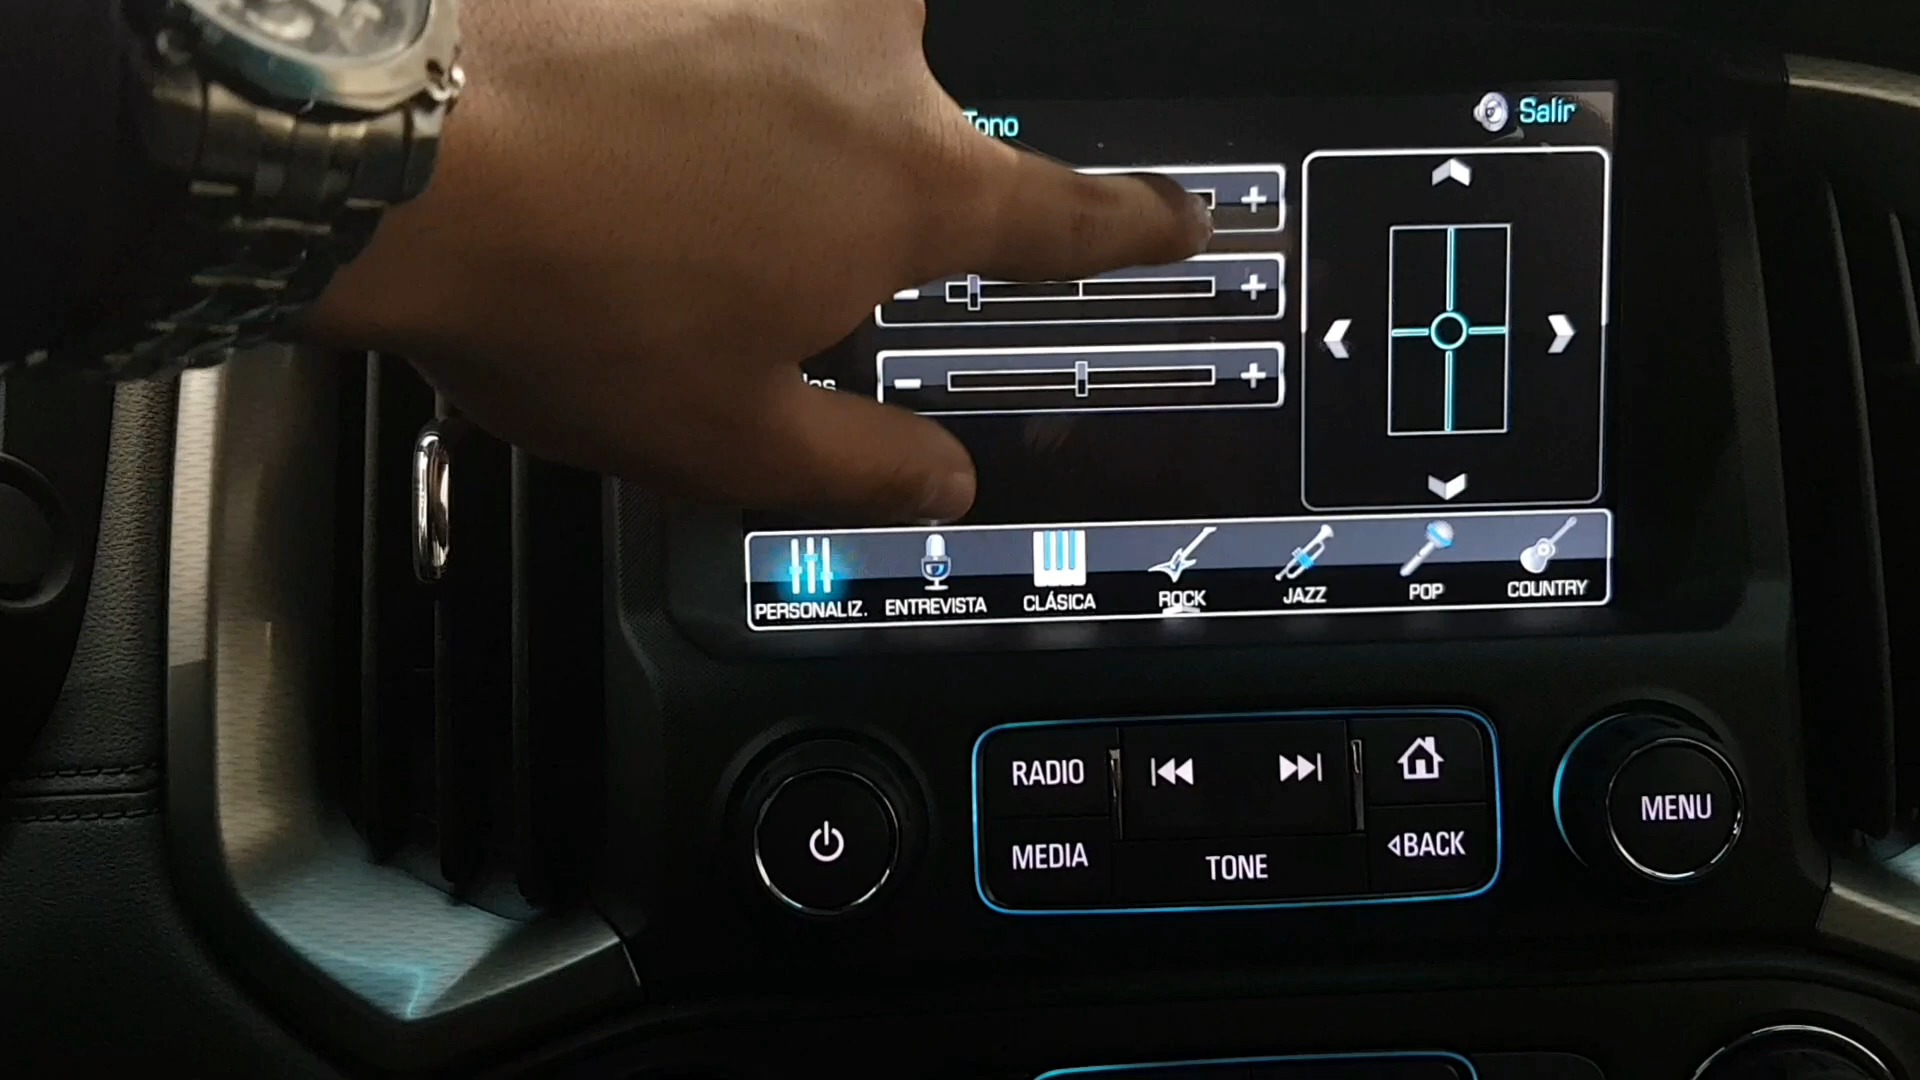 Tono
Salir
PERSONALIZ.
ENTREVISTA
CLÁSICA
ROCK
JAZZ
POP
COUNTRY
RADIO
MENU
MEDIA
TONE
BACK